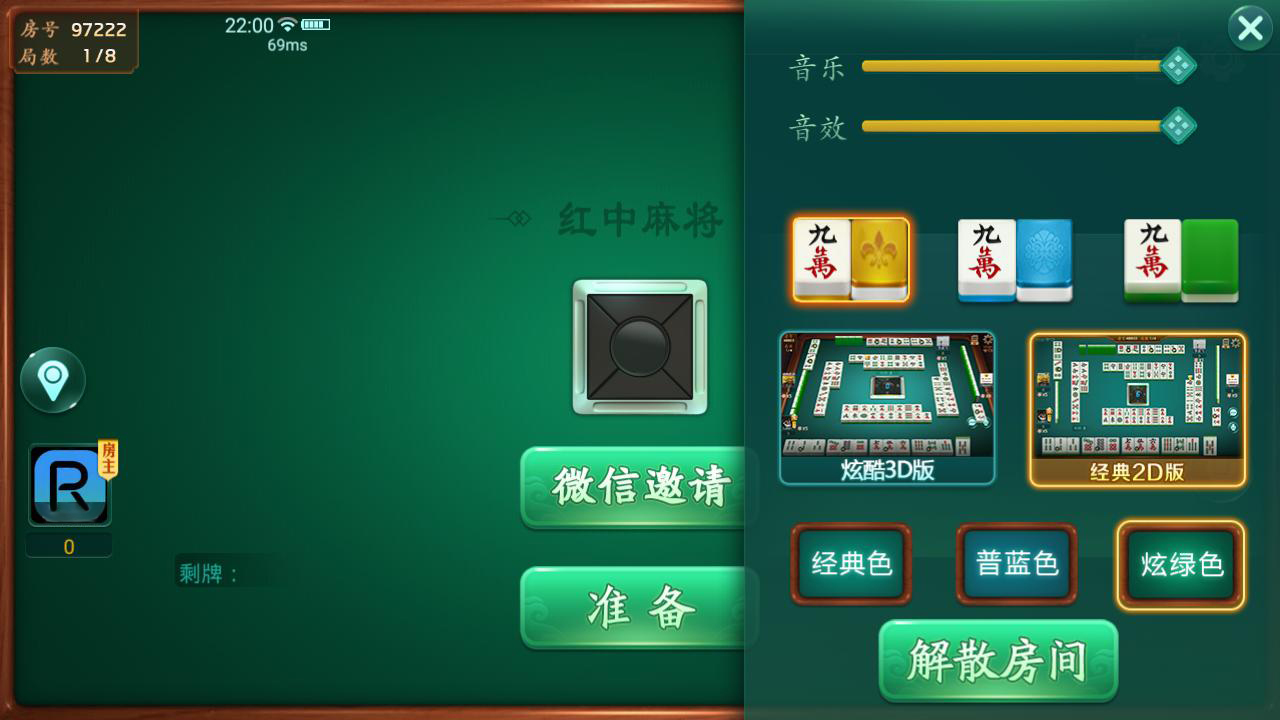 房号 97222
局数 1/8
22:00
69ms
红中麻将
房主
R
0
剩牌：
微信邀请
准备
音乐
音效
九萬
九萬
九萬
炫酷3D版
经典2D版
经典色
普蓝色
炫绿色
解散房间